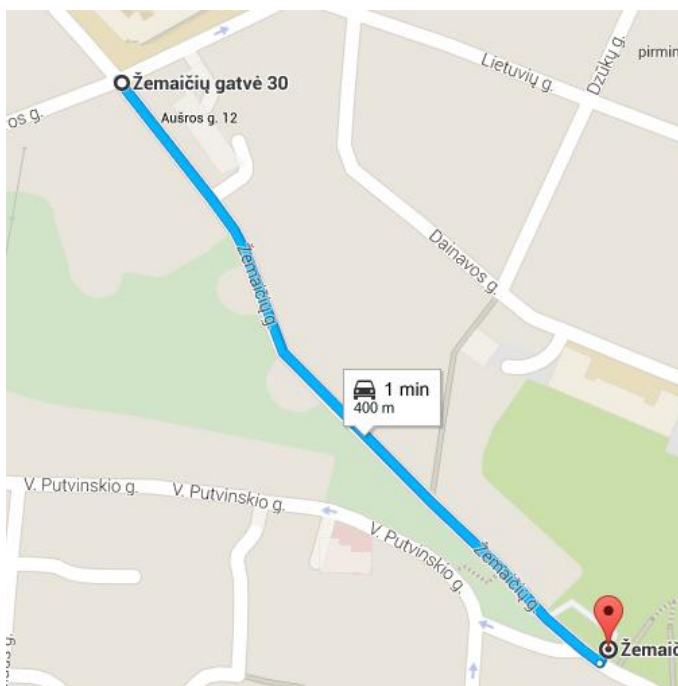 Žemaičių gatvė 30
Aušros g. 12
os g.
Lietuvių g.
Dzūkų g.
pirmin
Dainavos g.
Žemaičių g.
1 min
400 m
V. Putvinskio g.
V. Putvinskio g.
V. Putvinskio g.
Žemaičių g.
Žemaič
us g.